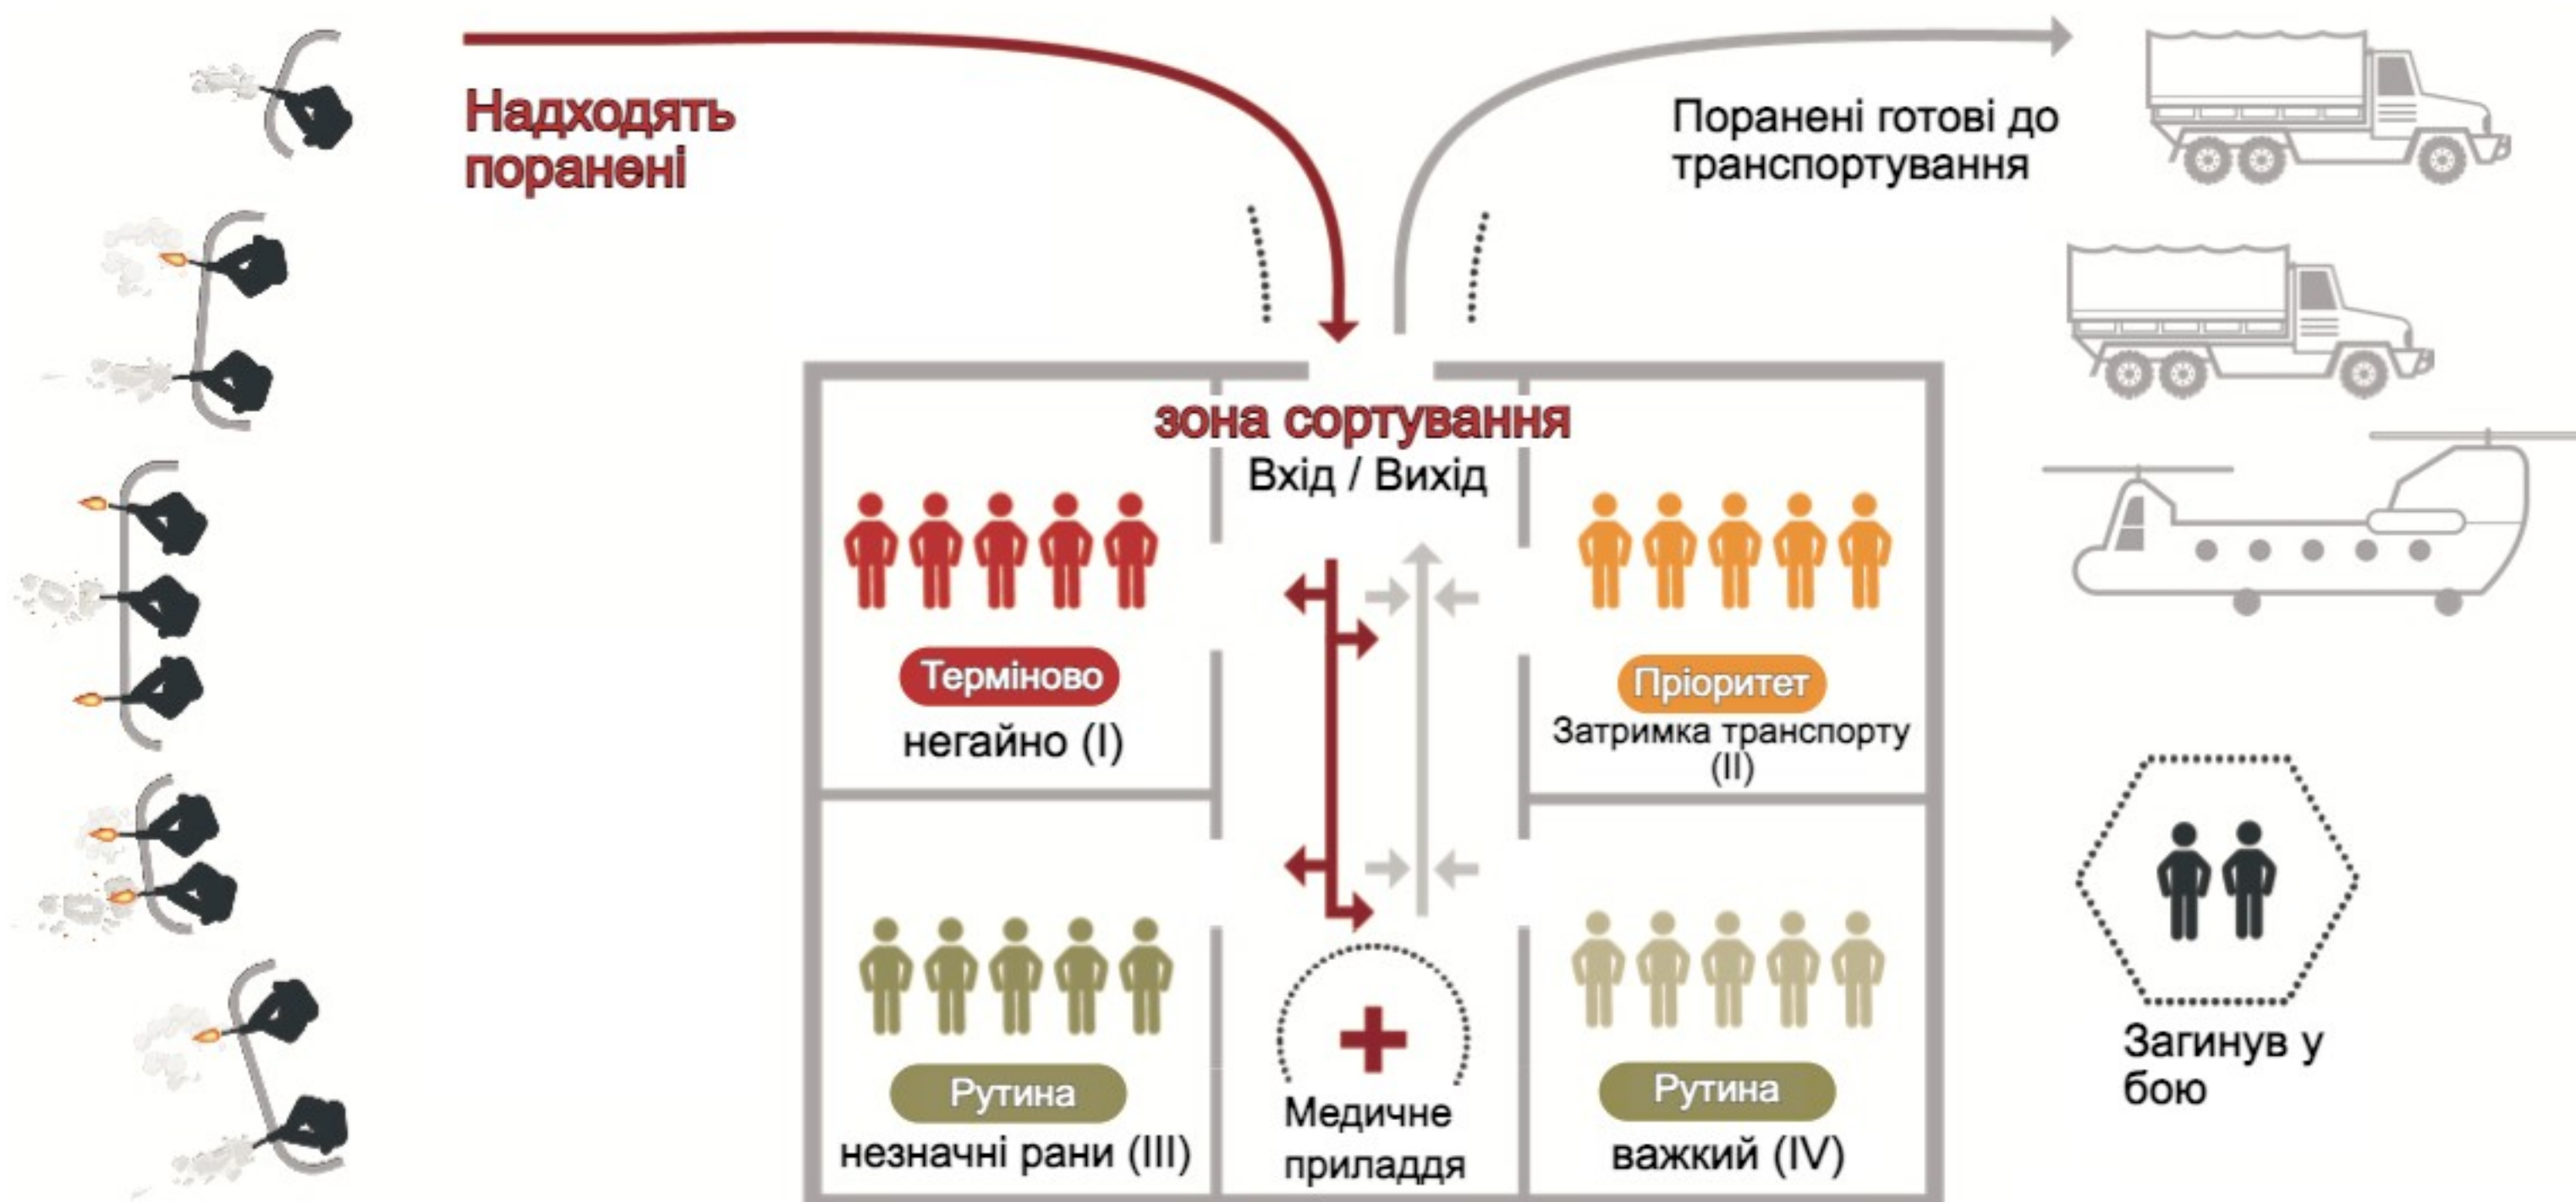 Надходять
поранені
Поранені готові до
транспортування
зона сортування
Вхід / Вихід
Терміново
негайно (I)
Пріоритет
Затримка транспорту
(II)
Рутина
незначні рани (III)
Медичне
приладдя
Рутина
важкий (IV)
Загинув у
бою